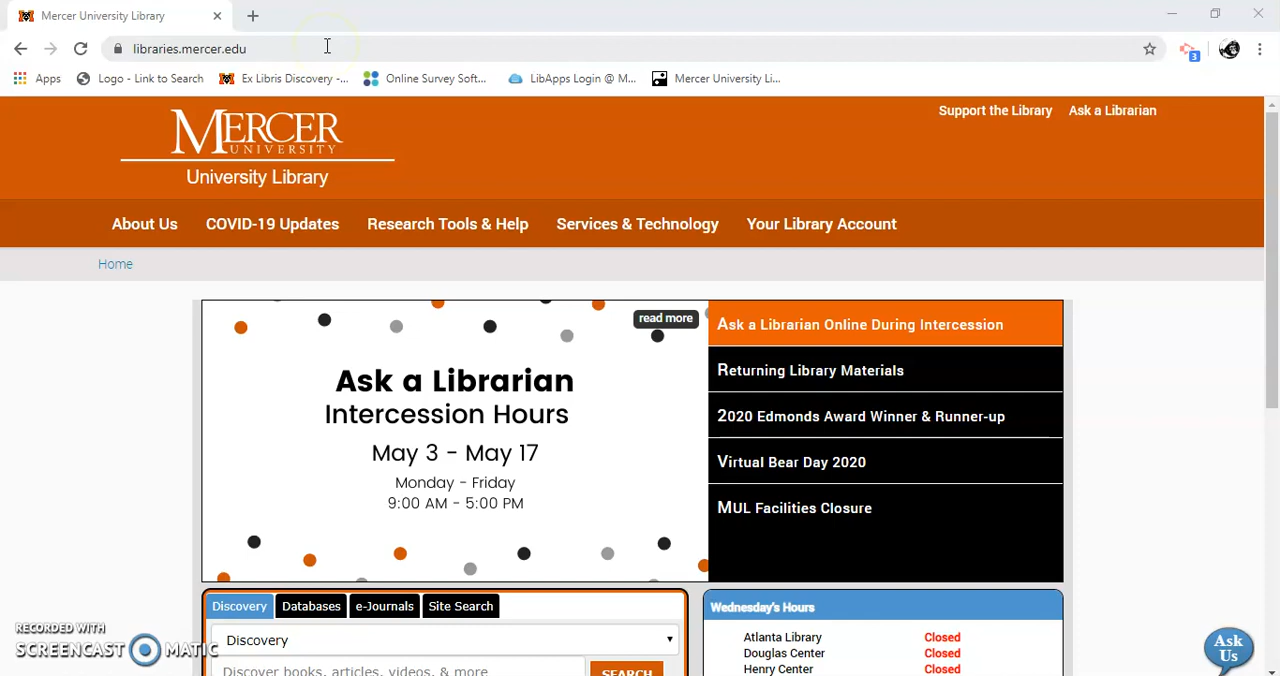 Mercer University Library
libraries.mercer.edu
3
Apps
Logo - Link to Search
Ex Libris Discovery -...
Online Survey Soft...
LibApps Login @ M...
Mercer University Li...
MERCER
UNIVERSITY
University Library
Support the Library
Ask a Librarian
About Us
COVID-19 Updates
Research Tools & Help
Services & Technology
Your Library Account
Home
read more
Ask a Librarian
Intercession Hours
May 3 - May 17
Monday - Friday
9:00 AM - 5:00 PM
Ask a Librarian Online During Intercession
Returning Library Materials
2020 Edmonds Award Winner & Runner-up
Virtual Bear Day 2020
MUL Facilities Closure
Discovery
Databases
e-Journals
Site Search
Discovery
Discover books, articles, videos, & more
SEARCH
Wednesday's Hours
Atlanta Library Closed
Douglas Center Closed
Henry Center Closed
RECORDED WITH
SCREENCAST MATIC
Ask
Us